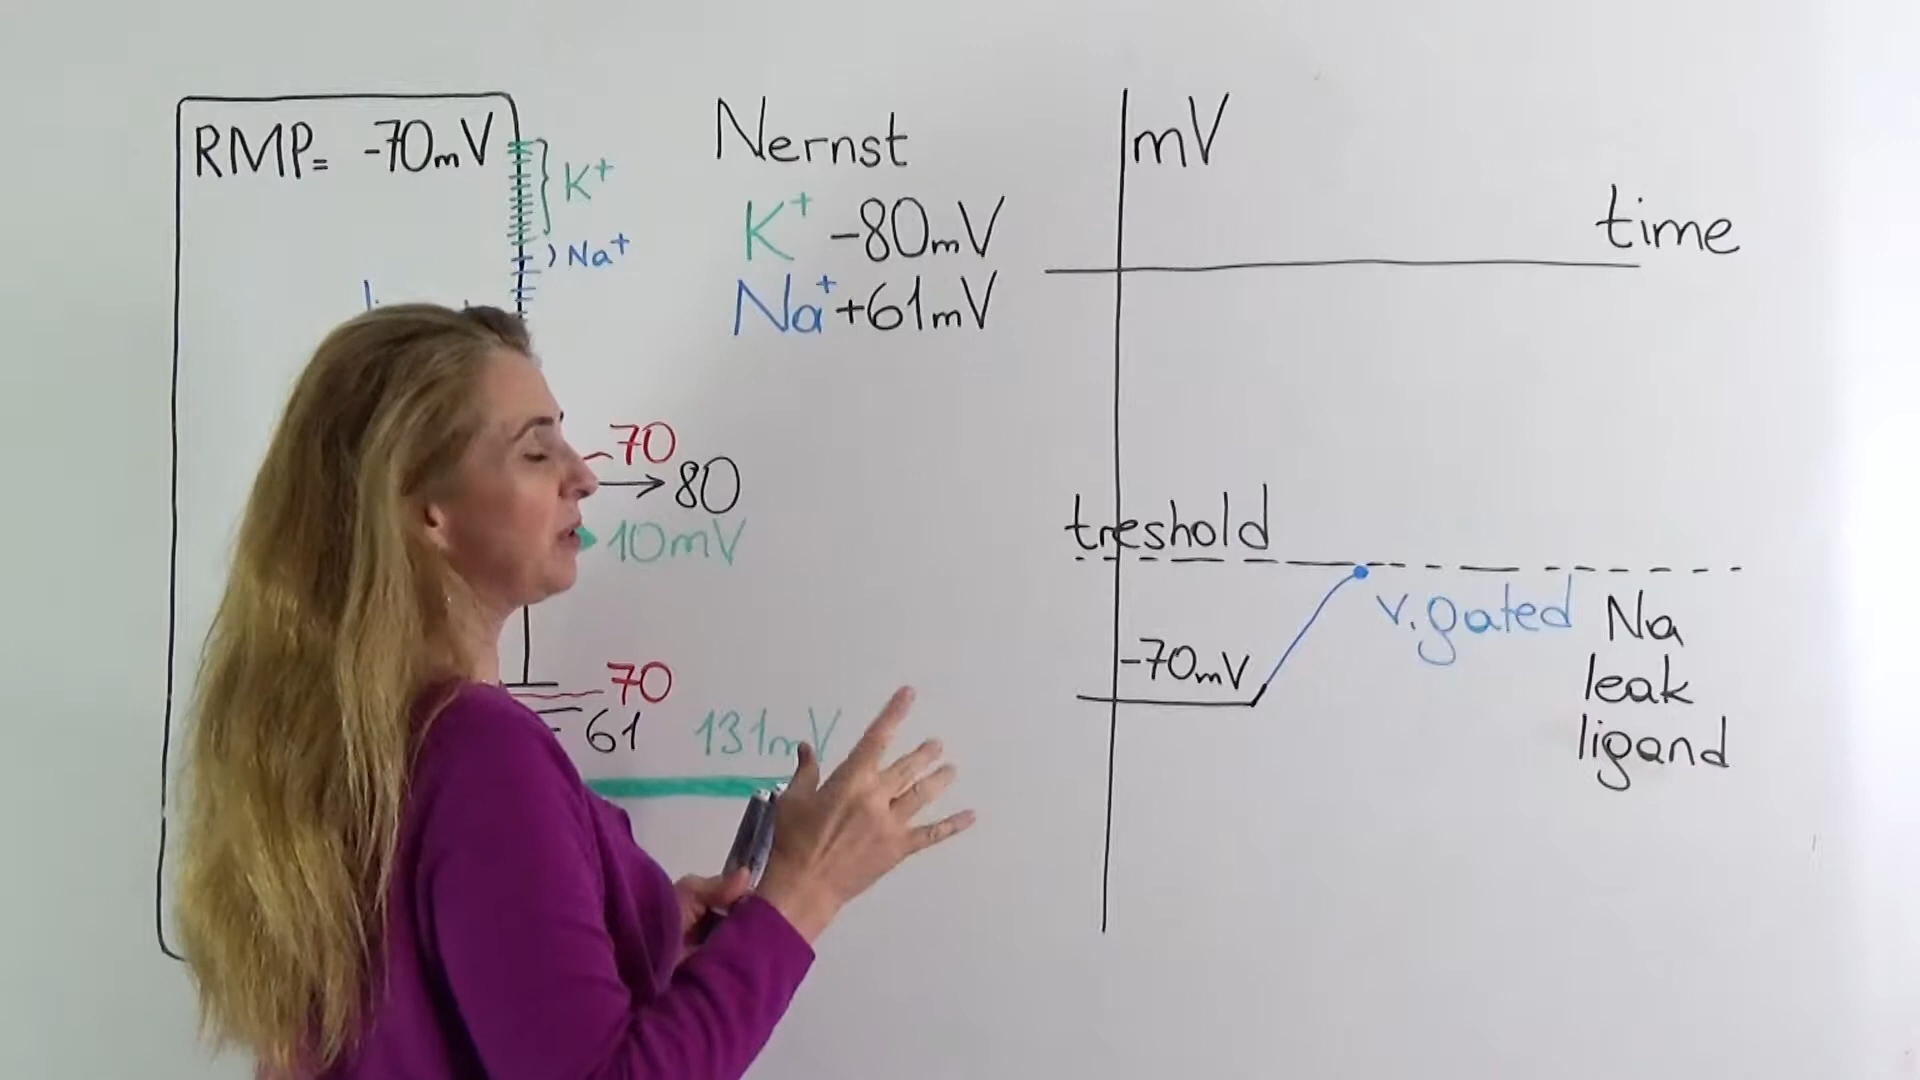 RMP= -70mV
K+
Na+
Nernst
K+ -80mV
Na+ +61mV
70
80
10mV
70
61
131mV
mV
time
treshold
v. gated
Na
leak
ligand
-70mV